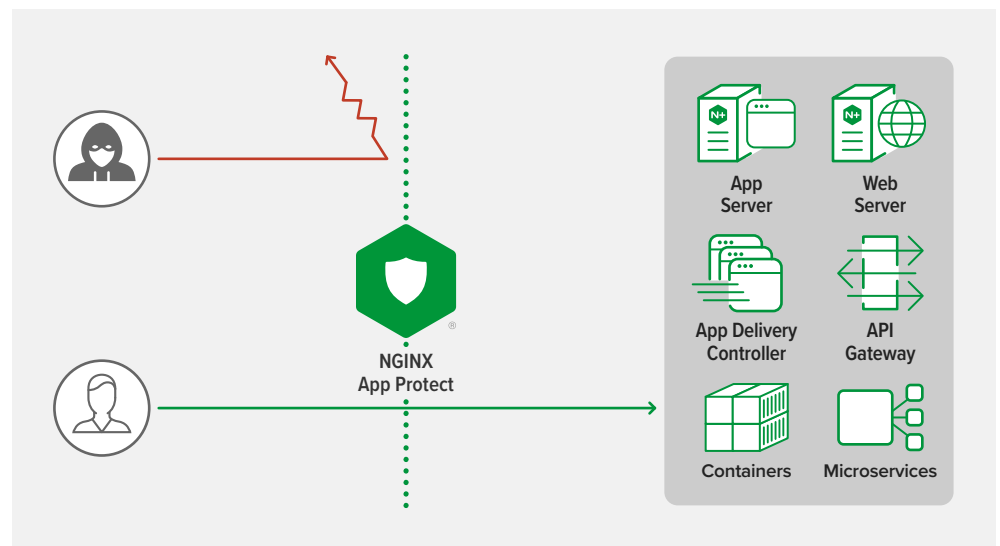 N+
N+
App
Server
Web
Server
®
NGINX
App Protect
App Delivery
Controller
API
Gateway
Containers
Microservices